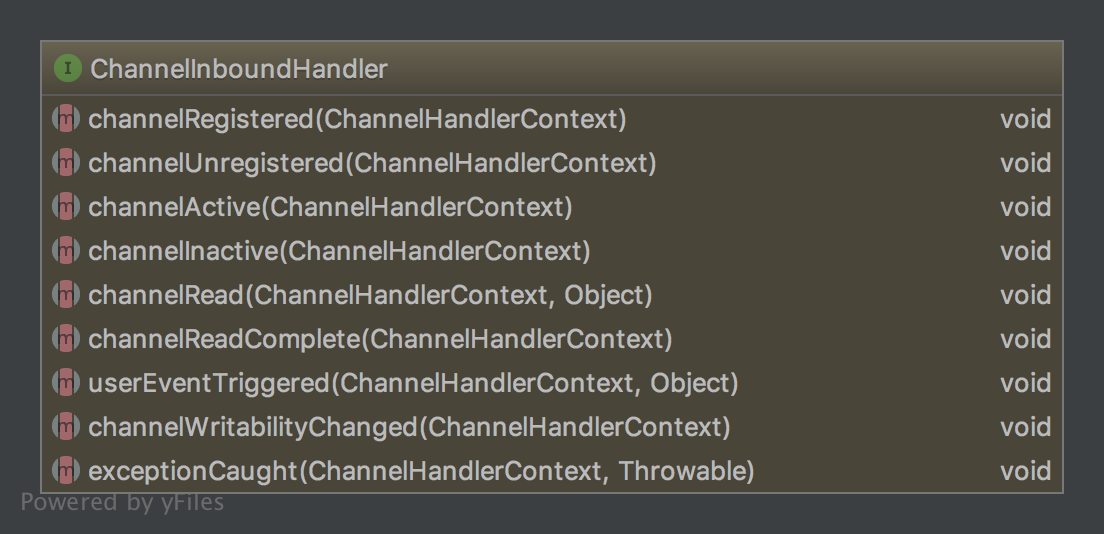 I ChannelInboundHandler
m channelRegistered(ChannelHandlerContext) void
m channelUnregistered(ChannelHandlerContext) void
m channelActive(ChannelHandlerContext) void
m channelInactive(ChannelHandlerContext) void
m channelRead(ChannelHandlerContext, Object) void
m channelReadComplete(ChannelHandlerContext) void
m userEventTriggered(ChannelHandlerContext, Object) void
m channelWritabilityChanged(ChannelHandlerContext) void
m exceptionCaught(ChannelHandlerContext, Throwable) void
Powered by yFiles